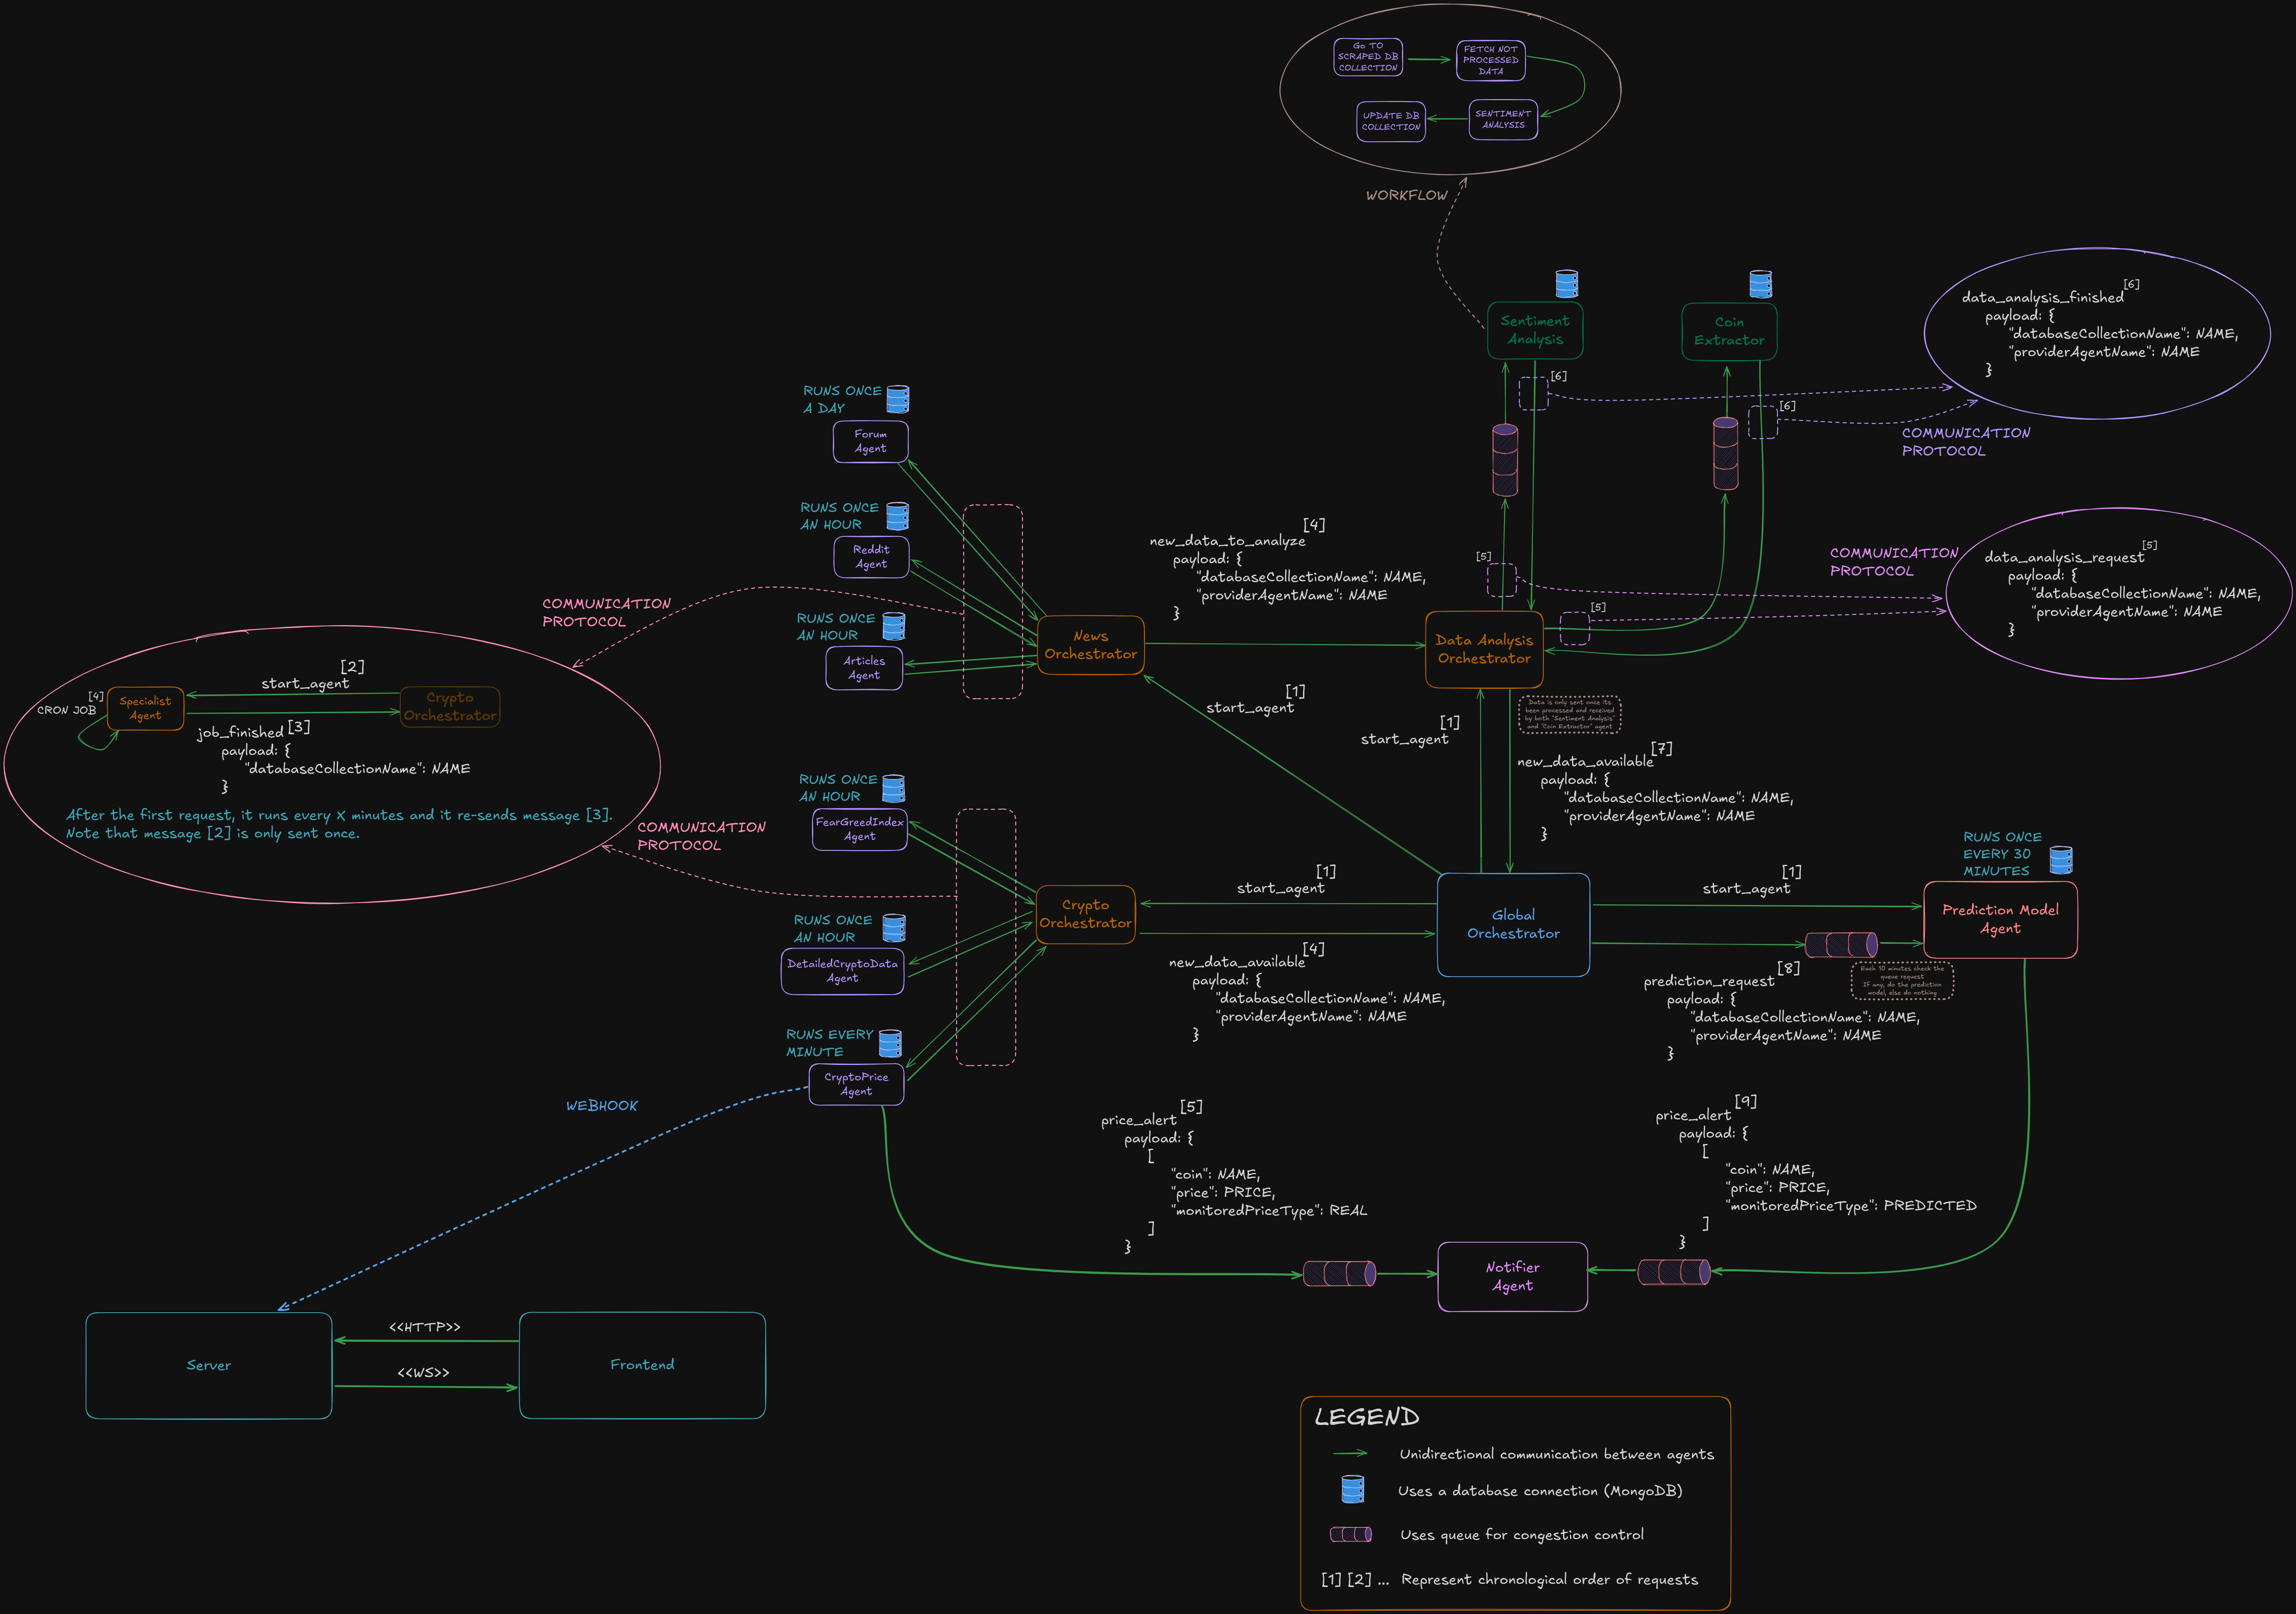 Go TO
SCRAPED DB
COLLECTION
FETCH NOT
PROCESSED
DATA
SENTIMENT
ANALYSIS
UPDATE DB
COLLECTION
WORKFLOW
Sentiment
Analysis
Coin
Extractor
data_analysis_finished [6]
payload: {
"databaseCollectionName": NAME,
"providerAgentName": NAME
}
[6]
[6]
COMMUNICATION
PROTOCOL
RUNS ONCE
A DAY
Forum
Agent
RUNS ONCE
AN HOUR
Reddit
Agent
RUNS ONCE
AN HOUR
Articles
Agent
News
Orchestrator
new_data_to_analyze [4]
payload: {
"databaseCollectionName": NAME,
"providerAgentName": NAME
}
[5]
[5]
Data Analysis
Orchestrator
COMMUNICATION
PROTOCOL
data_analysis_request [5]
payload: {
"databaseCollectionName": NAME,
"providerAgentName": NAME
}
COMMUNICATION
PROTOCOL
[2]
start_agent
[4]
CRON JOB
Specialist
Agent
Crypto
Orchestrator
job_finished [3]
payload: {
"databaseCollectionName": NAME
}
After the first request, it runs every X minutes and it re-sends message [3].
Note that message [2] is only sent once.
COMMUNICATION
PROTOCOL
[1]
start_agent
[1]
start_agent
Data is only sent once its
been processed and received
by both "Sentiment Analysis"
and "Coin Extractor" agent
new_data_available [7]
payload: {
"databaseCollectionName": NAME,
"providerAgentName": NAME
}
RUNS ONCE
AN HOUR
FearGreedIndex
Agent
RUNS ONCE
AN HOUR
DetailedCryptoData
Agent
RUNS EVERY
MINUTE
CryptoPrice
Agent
Crypto
Orchestrator
[1]
start_agent
new_data_available [4]
payload: {
"databaseCollectionName": NAME,
"providerAgentName": NAME
}
Global
Orchestrator
[1]
start_agent
RUNS ONCE
EVERY 30
MINUTES
Prediction Model
Agent
prediction_request [8]
payload: {
"databaseCollectionName": NAME,
"providerAgentName": NAME
}
Each 10 minutes check the
queue request
If any, do the prediction
model, else do nothing
WEBHOOK
price_alert [5]
payload: {
[
"coin": NAME,
"price": PRICE,
"monitoredPriceType": REAL
]
}
price_alert [9]
payload: {
[
"coin": NAME,
"price": PRICE,
"monitoredPriceType": PREDICTED
]
}
Notifier
Agent
Server
<<HTTP>>
<<WS>>
Frontend
LEGEND
Unidirectional communication between agents
Uses a database connection (MongoDB)
Uses queue for congestion control
[1] [2] ... Represent chronological order of requests